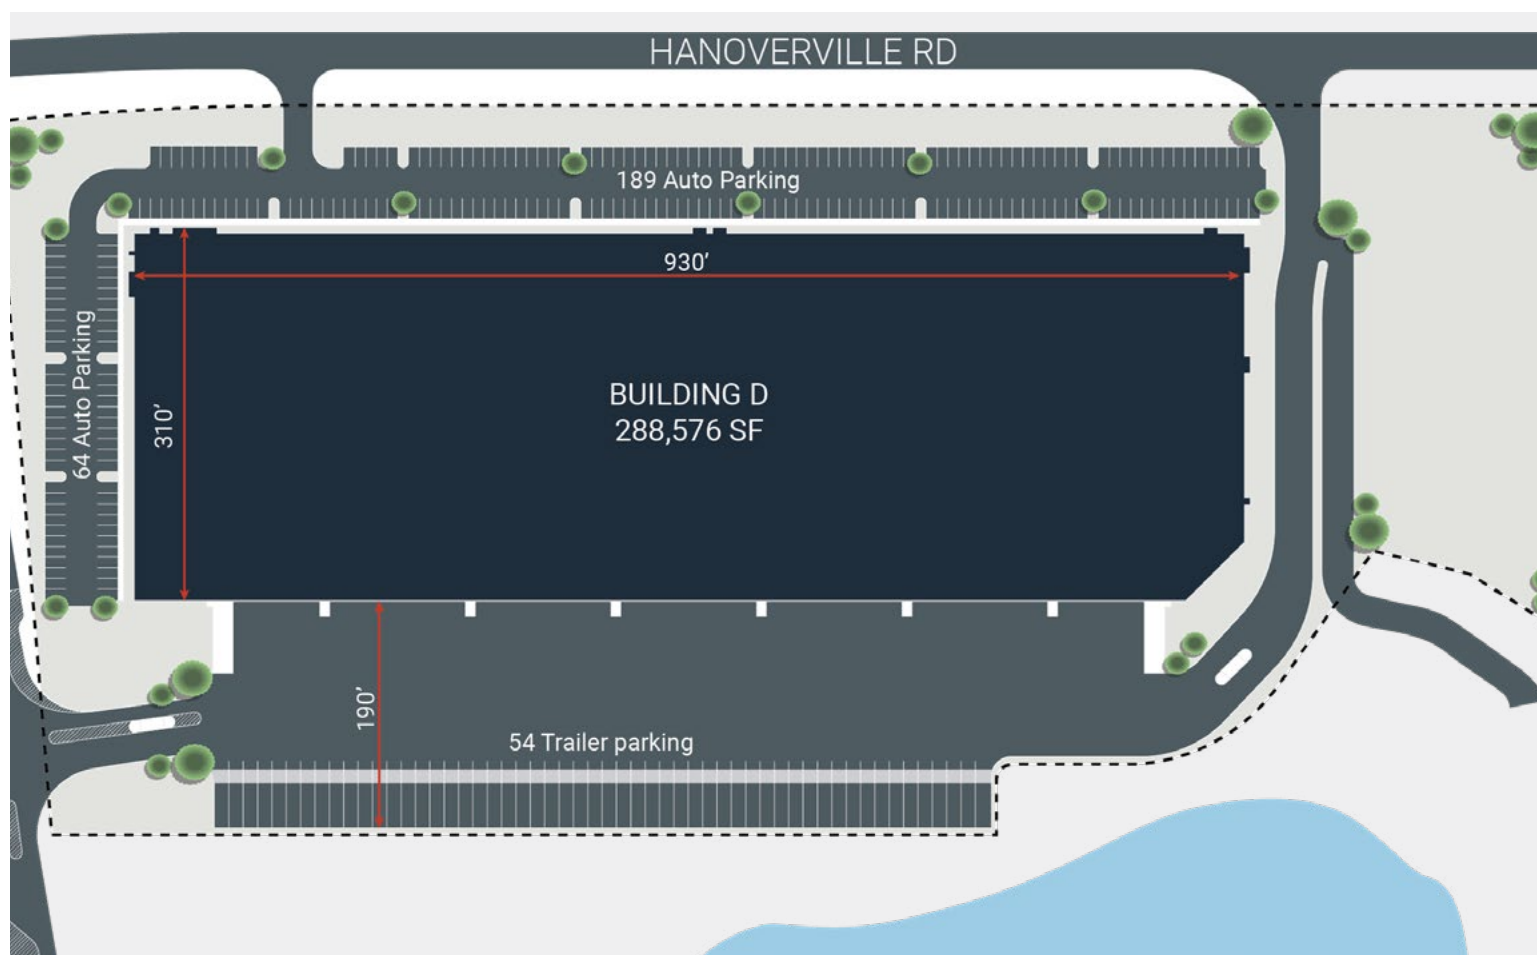 HANOVERVILLE RD
189 Auto Parking
930’
64 Auto Parking
310’
BUILDING D
288,576 SF
190’
54 Trailer parking